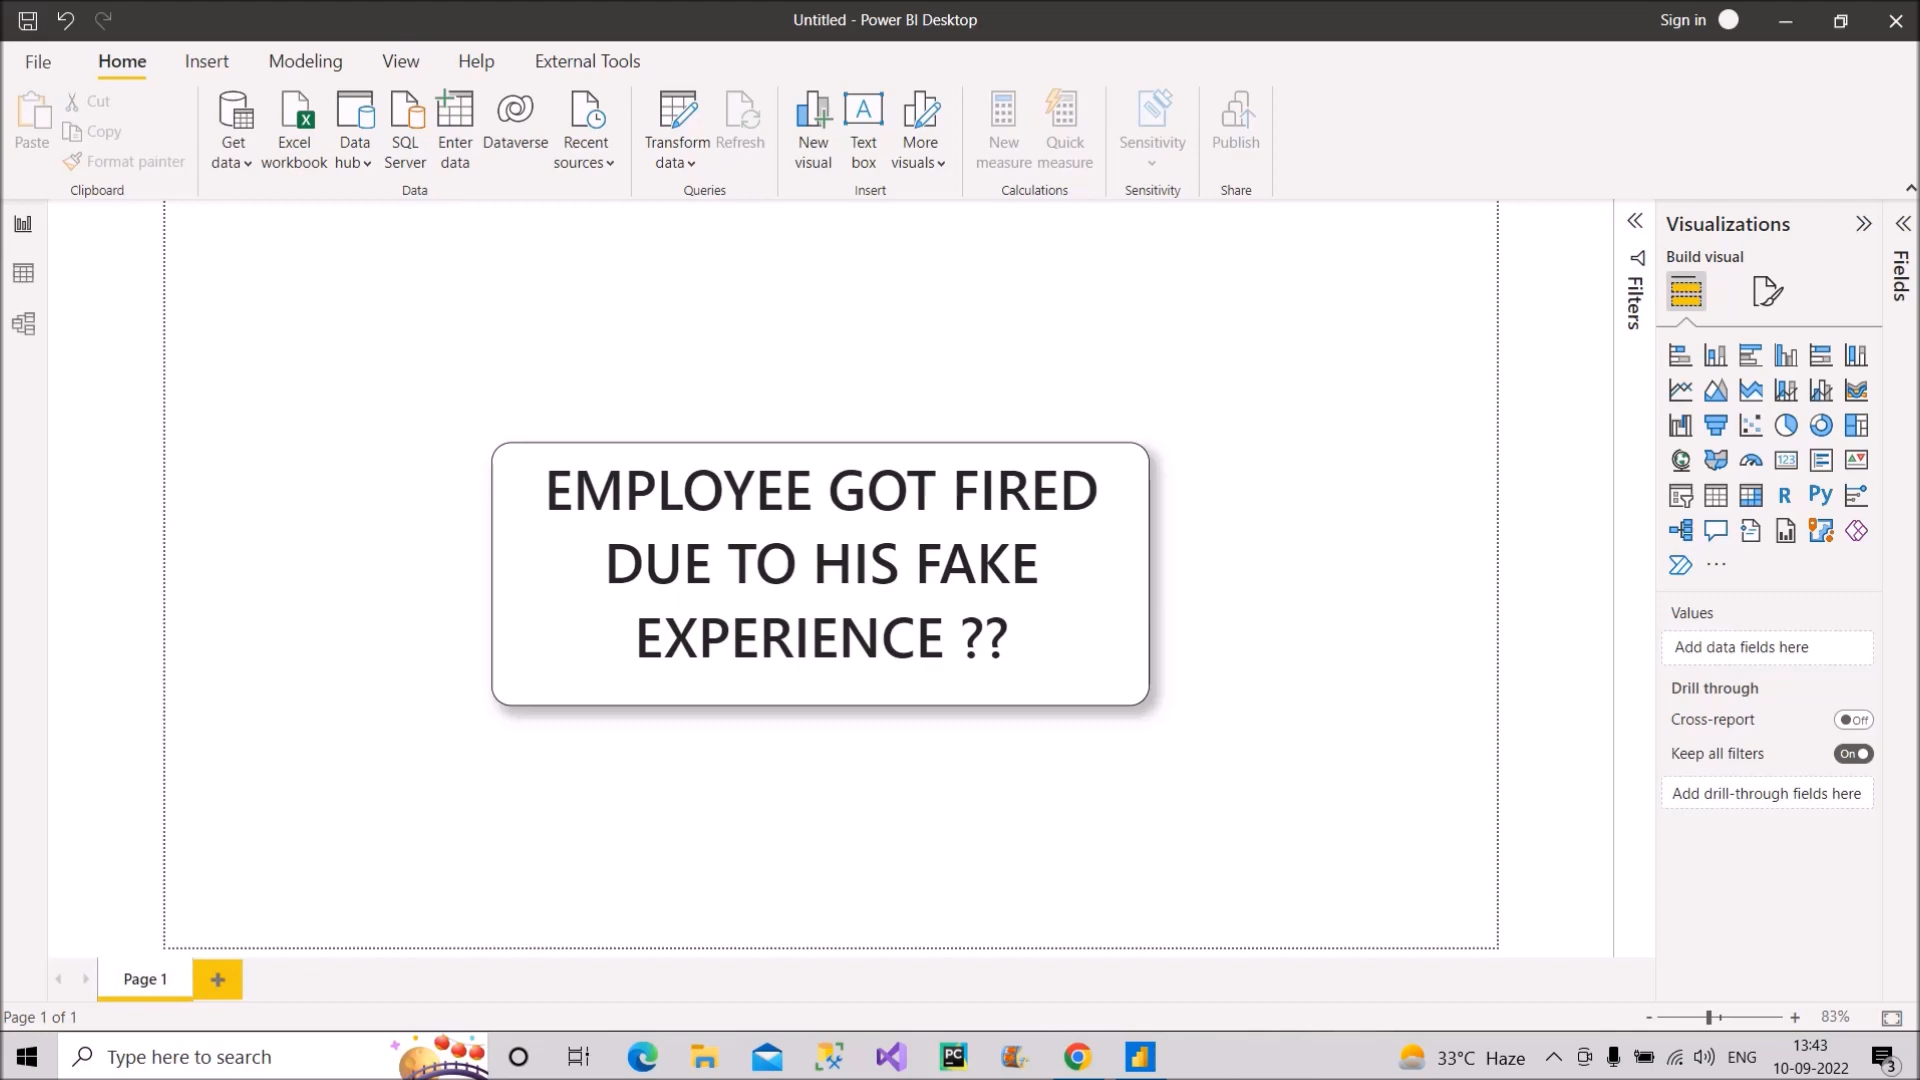 Untitled - Power BI Desktop
Sign in
File
Home
Insert
Modeling
View
Help
External Tools
Paste
Cut
Copy
Format painter
Clipboard
Get
data
Excel
workbook
Data
hub
SQL
Server
Enter
data
Dataverse
Recent
sources
Data
Transform
data
Refresh
Queries
New
visual
Text
box
More
visuals
Insert
New
measure
Quick
measure
Calculations
Sensitivity
Sensitivity
Publish
Share
Filters
Visualizations
Build visual
Fields
123
R
Py
Values
Add data fields here
Drill through
Cross-report
Off
Keep all filters
On
Add drill-through fields here
EMPLOYEE GOT FIRED
DUE TO HIS FAKE
EXPERIENCE ??
Page 1
Page 1 of 1
83%
Type here to search
PC
33°C Haze
ENG
13:43
10-09-2022
3